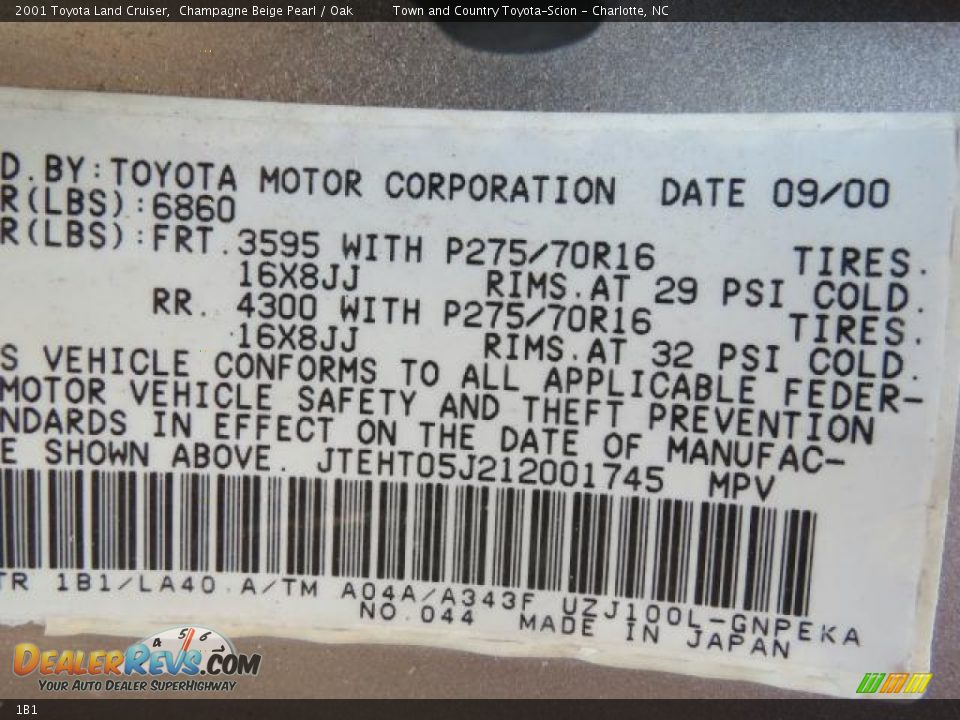 2001 Toyota Land Cruiser, Champagne Beige Pearl / Oak Town and Country Toyota-Scion - Charlotte, NC
D.BY:TOYOTA MOTOR CORPORATION DATE 09/00
R(LBS):6860
R(LBS):FRT.3595 WITH P275/70R16 TIRES.
16X8JJ RIMS.AT 29 PSI COLD.
RR. 4300 WITH P275/70R16 TIRES.
16X8JJ RIMS.AT 32 PSI COLD.
S VEHICLE CONFORMS TO ALL APPLICABLE FEDER-
MOTOR VEHICLE SAFETY AND THEFT PREVENTION
NDARDS IN EFFECT ON THE DATE OF MANUFAC-
E SHOWN ABOVE. JTEHT05J212001745 MPV
TR 1B1/LA40 A/TM A04A/A343F UZJ100L-GNPEKA
NO.044 MADE IN JAPAN
4 5 6
DealerRevs.com
Your Auto Dealer SuperHighway
1B1